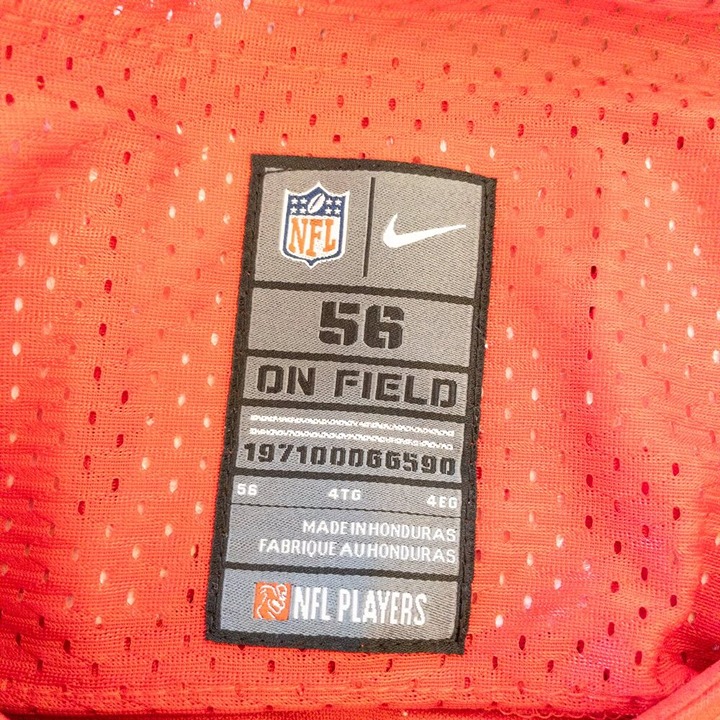 NFL
56
ON FIELD
197100066590
56 4TG 4EG
MADE IN HONDURAS
FABRIQUE AU HONDURAS
NFL PLAYERS